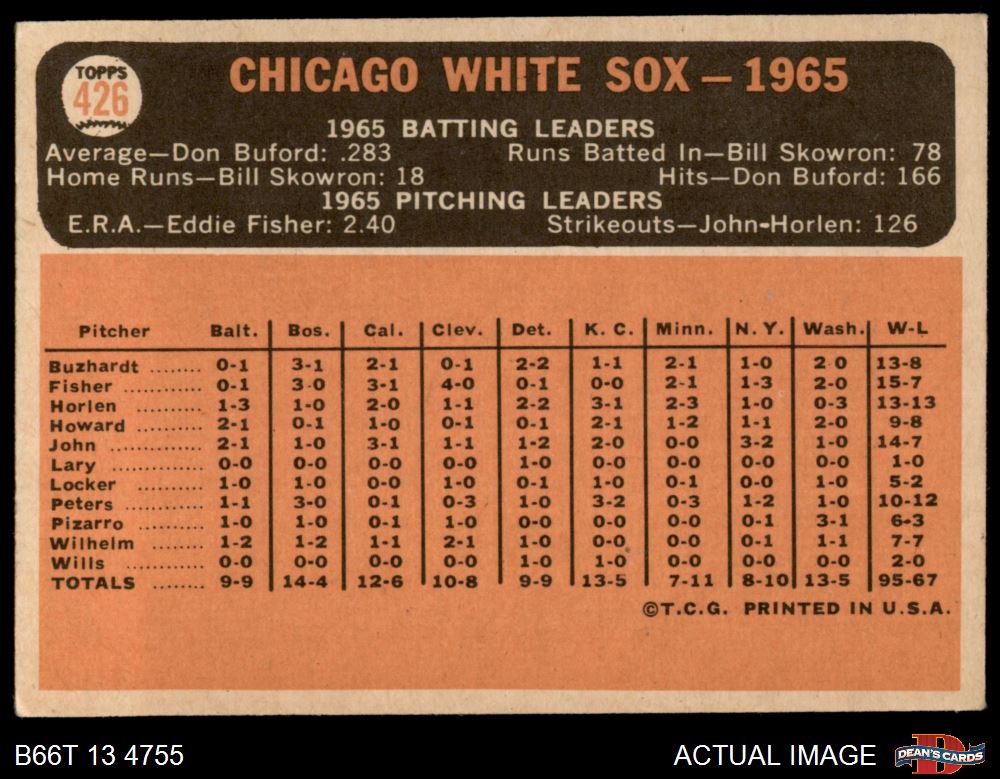 TOPPS
426
CHICAGO WHITE SOX — 1965
1965 BATTING LEADERS
Average—Don Buford: .283 Runs Batted In—Bill Skowron: 78
Home Runs—Bill Skowron: 18 Hits—Don Buford: 166
1965 PITCHING LEADERS
E.R.A.—Eddie Fisher: 2.40 Strikeouts—John-Horlen: 126
Pitcher Balt. Bos. Cal. Clev. Det. K. C. Minn. N. Y. Wash. W-L
Buzhardt ........ 0-1 3-1 2-1 0-1 2-2 1-1 2-1 1-0 2 0 13-8
Fisher ........... 0-1 3-0 3-1 4-0 0-1 0-0 2-1 1-3 2-0 15-7
Horlen .......... 1-3 1-0 2-0 1-1 2-2 3-1 2-3 1-0 0-3 13-13
Howard ........ 2-1 0-1 1-0 0-1 0-1 2-1 1-2 1-1 2-0 9-8
John ............. 2-1 1-0 3-1 1-1 1-2 2-0 0-0 3-2 1-0 14-7
Lary ............. 0-0 0-0 0-0 0-0 1-0 0-0 0-0 0-0 0-0 1-0
Locker .......... 1-0 1-0 0-0 1-0 0-1 1-0 0-1 0-0 1-0 5-2
Peters .......... 1-1 3-0 0-1 0-3 1-0 3-2 0-3 1-2 1-0 10-12
Pizarro .......... 1-0 1-0 0-1 1-0 0-0 0-0 0-0 0-1 3-1 6-3
Wilhelm ........ 1-2 1-2 1-1 2-1 1-0 0-0 0-0 0-1 1-1 7-7
Wills ............ 0-0 0-0 0-0 0-0 1-0 1-0 0-0 0-0 0-0 2-0
TOTALS ........ 9-9 14-4 12-6 10-8 9-9 13-5 7-11 8-10 13-5 95-67
©T.C.G. PRINTED IN U.S.A.
B66T 13 4755 ACTUAL IMAGE
DEAN'S CARDS